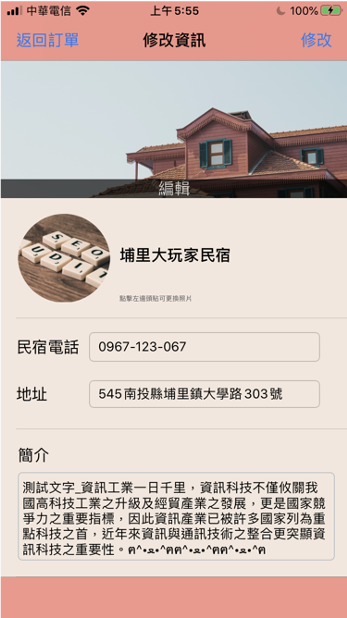 中華電信 上午5:55 100%
返回訂單 修改資訊 修改
編輯
SEO
UDI
埔里大玩家民宿
點擊左邊頭貼可更換照片
民宿電話 0967-123-067
地址 545南投縣埔里鎮大學路303號
簡介
測試文字_資訊工業一日千里，資訊科技不僅攸關我
國高科技工業之升級及經貿產業之發展，更是國家競
爭力之重要指標，因此資訊產業已被許多國家列為重
點科技之首，近年來資訊與通訊技術之整合更突顯資
訊科技之重要性。ฅ^•ﻌ•^ฅฅ^•ﻌ•^ฅฅ^•ﻌ•^ฅ